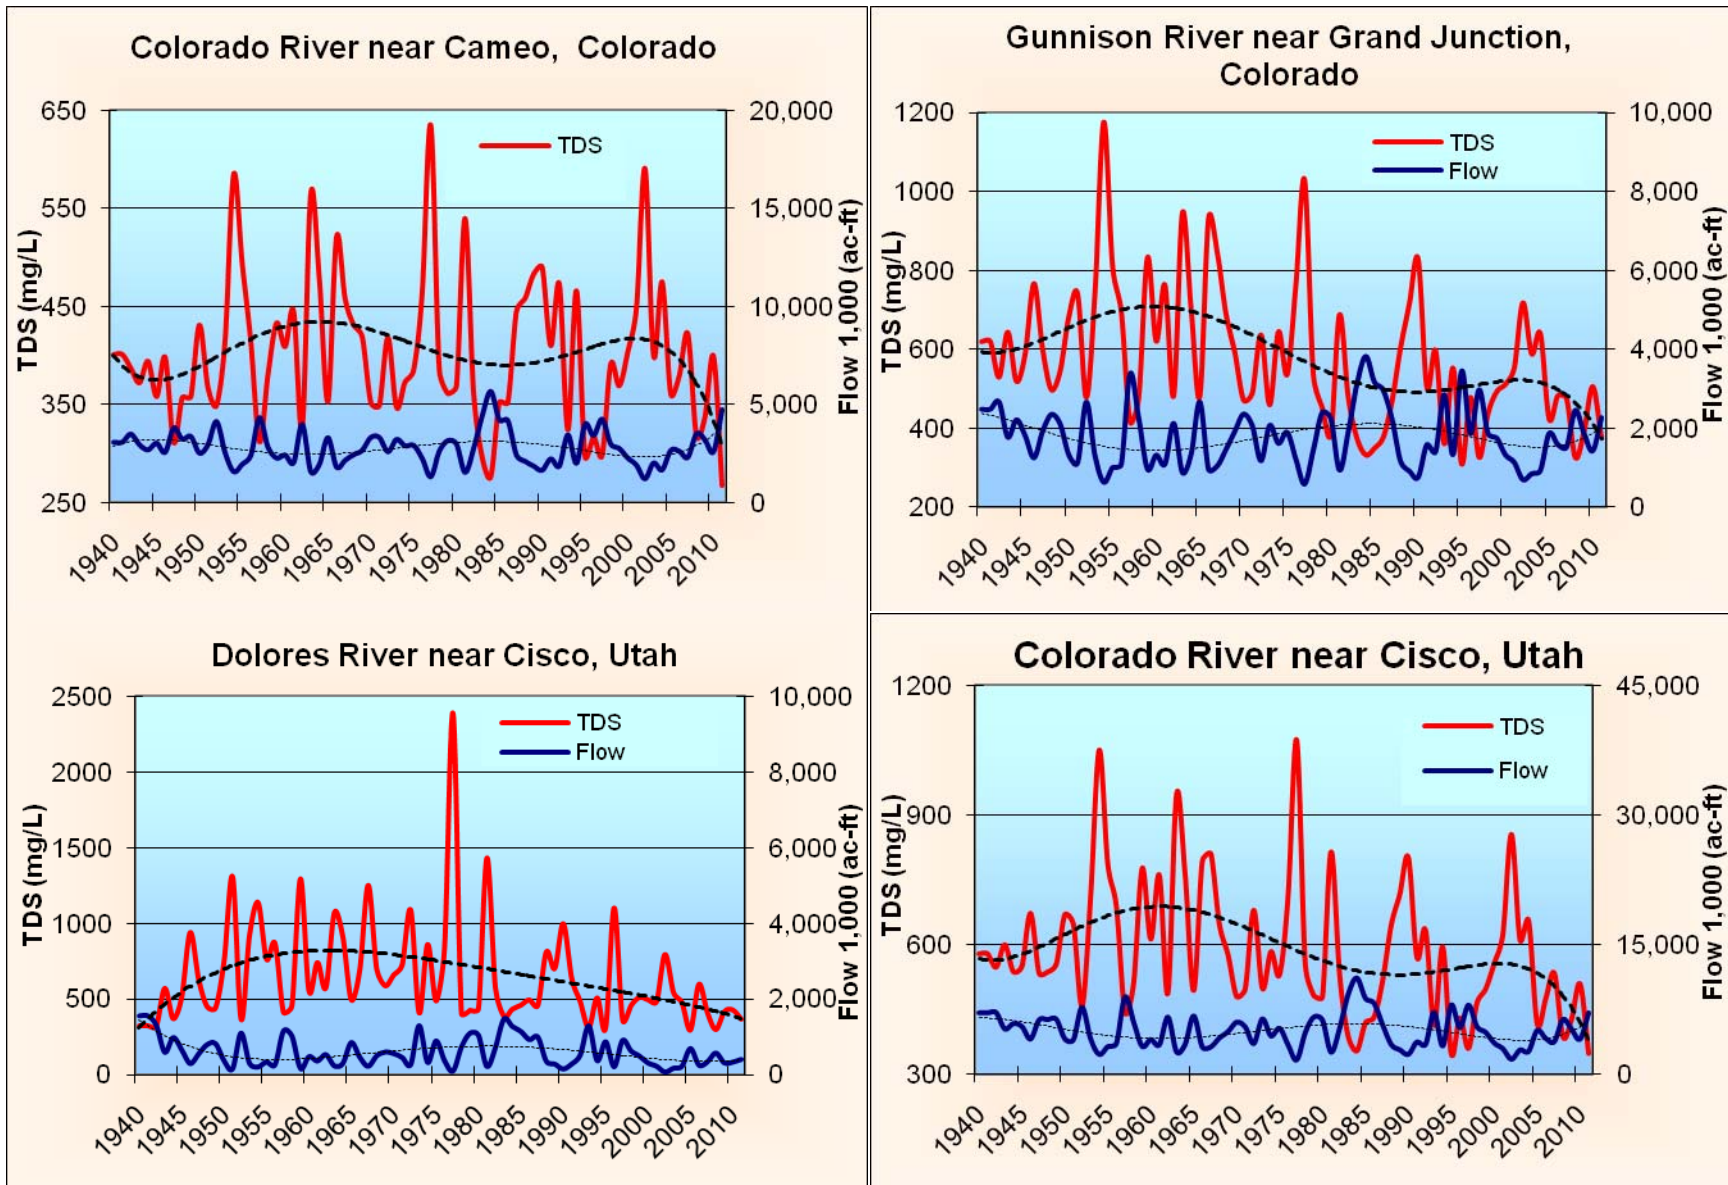 Colorado River near Cameo,  Colorado
TDS (mg/L)
650
550
450
350
250
TDS
20,000
15,000
10,000
5,000
0
Flow 1,000 (ac-ft)
1940 1945 1950 1955 1960 1965 1970 1975 1980 1985 1990 1995 2000 2005 2010
Gunnison River near Grand Junction,
Colorado
TDS (mg/L)
1200
1000
800
600
400
200
TDS
Flow
10,000
8,000
6,000
4,000
2,000
0
Flow 1,000 (ac-ft)
1940 1945 1950 1955 1960 1965 1970 1975 1980 1985 1990 1995 2000 2005 2010
Dolores River near Cisco, Utah
TDS (mg/L)
2500
2000
1500
1000
500
0
TDS
Flow
10,000
8,000
6,000
4,000
2,000
0
Flow 1,000 (ac-ft)
1940 1945 1950 1955 1960 1965 1970 1975 1980 1985 1990 1995 2000 2005 2010
Colorado River near Cisco, Utah
TDS (mg/L)
1200
900
600
300
TDS
Flow
45,000
30,000
15,000
0
Flow 1,000 (ac-ft)
1940 1945 1950 1955 1960 1965 1970 1975 1980 1985 1990 1995 2000 2005 2010